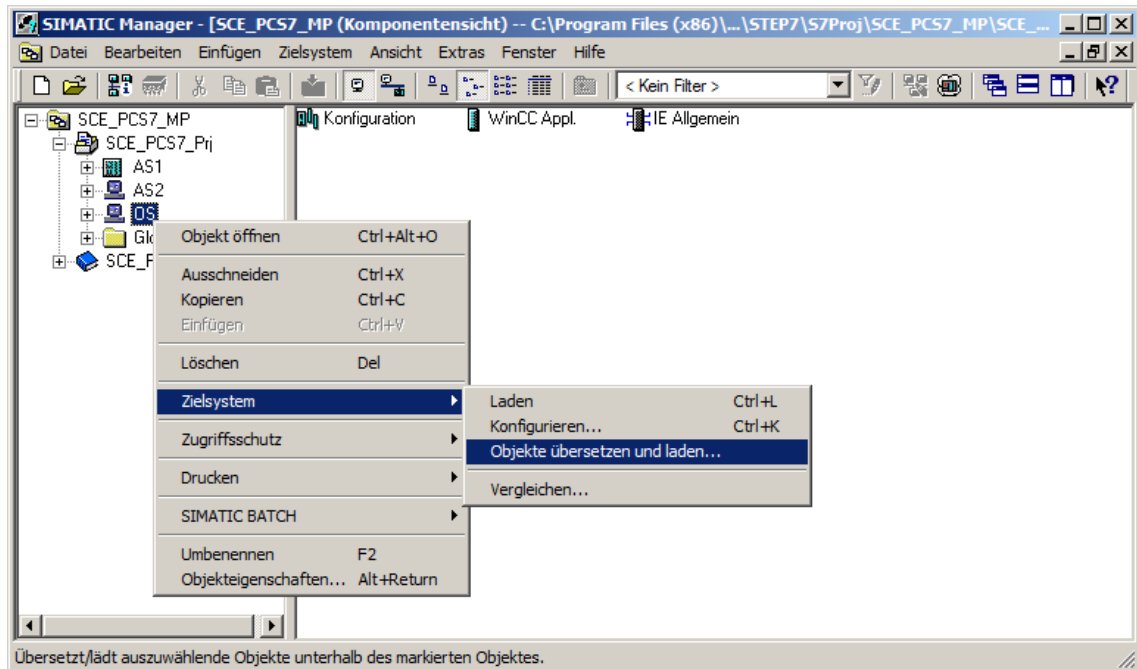 SIMATIC Manager - [SCE_PCS7_MP (Komponentensicht) -- C:\Program Files (x86)\...\STEP7\S7Proj\SCE_PCS7_MP\SCE_...
Datei Bearbeiten Einfügen Zielsystem Ansicht Extras Fenster Hilfe
< Kein Filter >
SCE_PCS7_MP
SCE_PCS7_Prj
AS1
AS2
OS
Glo
SCE_P
Konfiguration WinCC Appl. IE Allgemein
Objekt öffnen Ctrl+Alt+O
Ausschneiden Ctrl+X
Kopieren Ctrl+C
Einfügen Ctrl+V
Löschen Del
Zielsystem
Zugriffsschutz
Drucken
SIMATIC BATCH
Umbenennen F2
Objekteigenschaften... Alt+Return
Laden Ctrl+L
Konfigurieren... Ctrl+K
Objekte übersetzen und laden...
Vergleichen...
Übersetzt/lädt auszuwählende Objekte unterhalb des markierten Objektes.